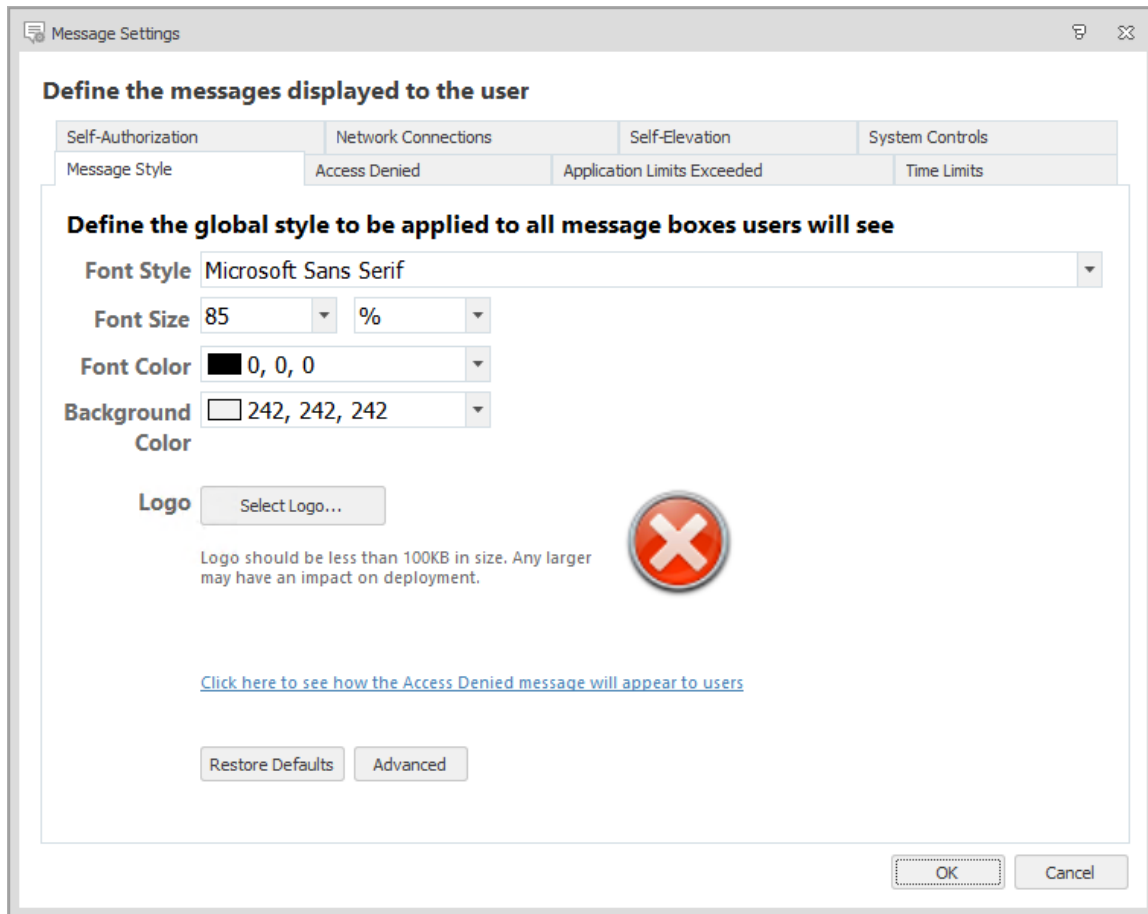 Message Settings
Define the messages displayed to the user
Self-Authorization Network Connections Self-Elevation System Controls
Message Style Access Denied Application Limits Exceeded Time Limits
Define the global style to be applied to all message boxes users will see
Font Style Microsoft Sans Serif
Font Size 85 %
Font Color 0, 0, 0
Background Color 242, 242, 242
Logo Select Logo...
Logo should be less than 100KB in size. Any larger
may have an impact on deployment.
Click here to see how the Access Denied message will appear to users
Restore Defaults Advanced
OK Cancel